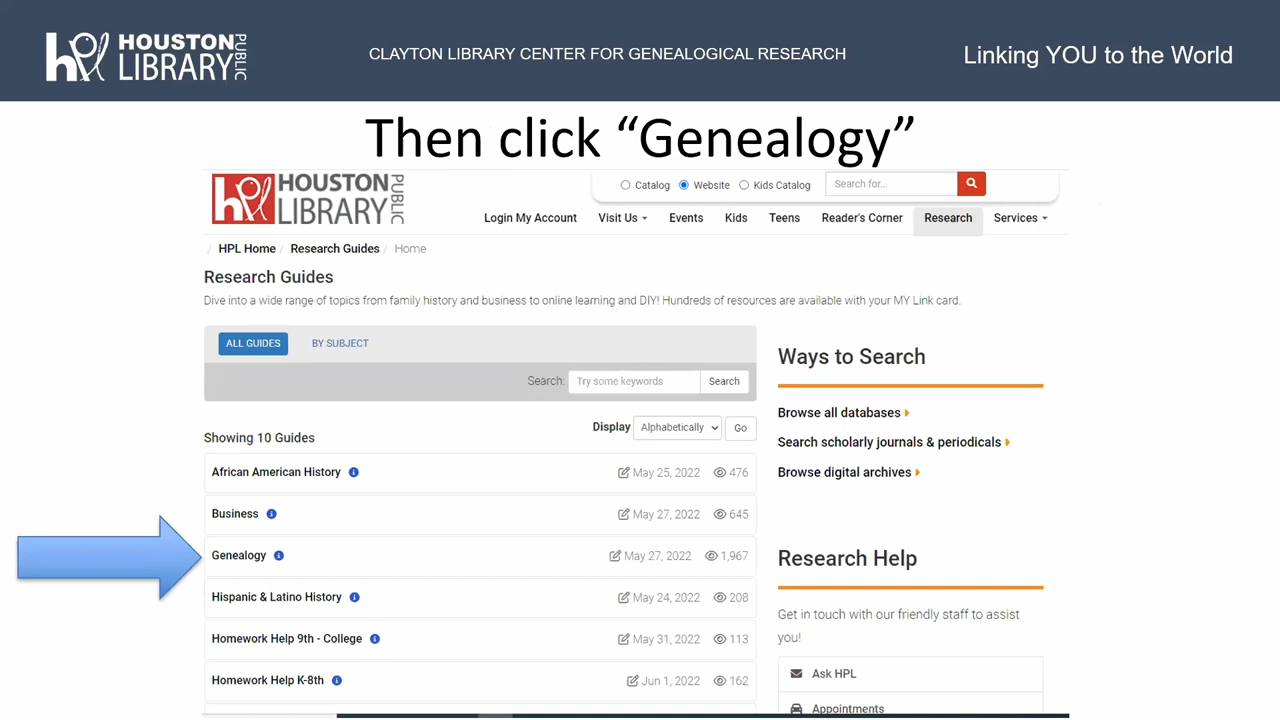 HOUSTON
PUBLIC
LIBRARY
CLAYTON LIBRARY CENTER FOR GENEALOGICAL RESEARCH
Linking YOU to the World
Then click “Genealogy”
HOUSTON
PUBLIC
LIBRARY
Catalog Website Kids Catalog Search for...
Login My Account Visit Us Events Kids Teens Reader's Corner Research Services
/ HPL Home / Research Guides / Home
Research Guides
Dive into a wide range of topics from family history and business to online learning and DIY! Hundreds of resources are available with your MY Link card.
ALL GUIDES BY SUBJECT
Search: Try some keywords Search
Showing 10 Guides
Display Alphabetically Go
African American History May 25, 2022 476
Business May 27, 2022 645
Genealogy May 27, 2022 1,967
Hispanic & Latino History May 24, 2022 208
Homework Help 9th - College May 31, 2022 113
Homework Help K-8th Jun 1, 2022 162
Ways to Search
Browse all databases
Search scholarly journals & periodicals
Browse digital archives
Research Help
Get in touch with our friendly staff to assist
you!
Ask HPL
Appointments